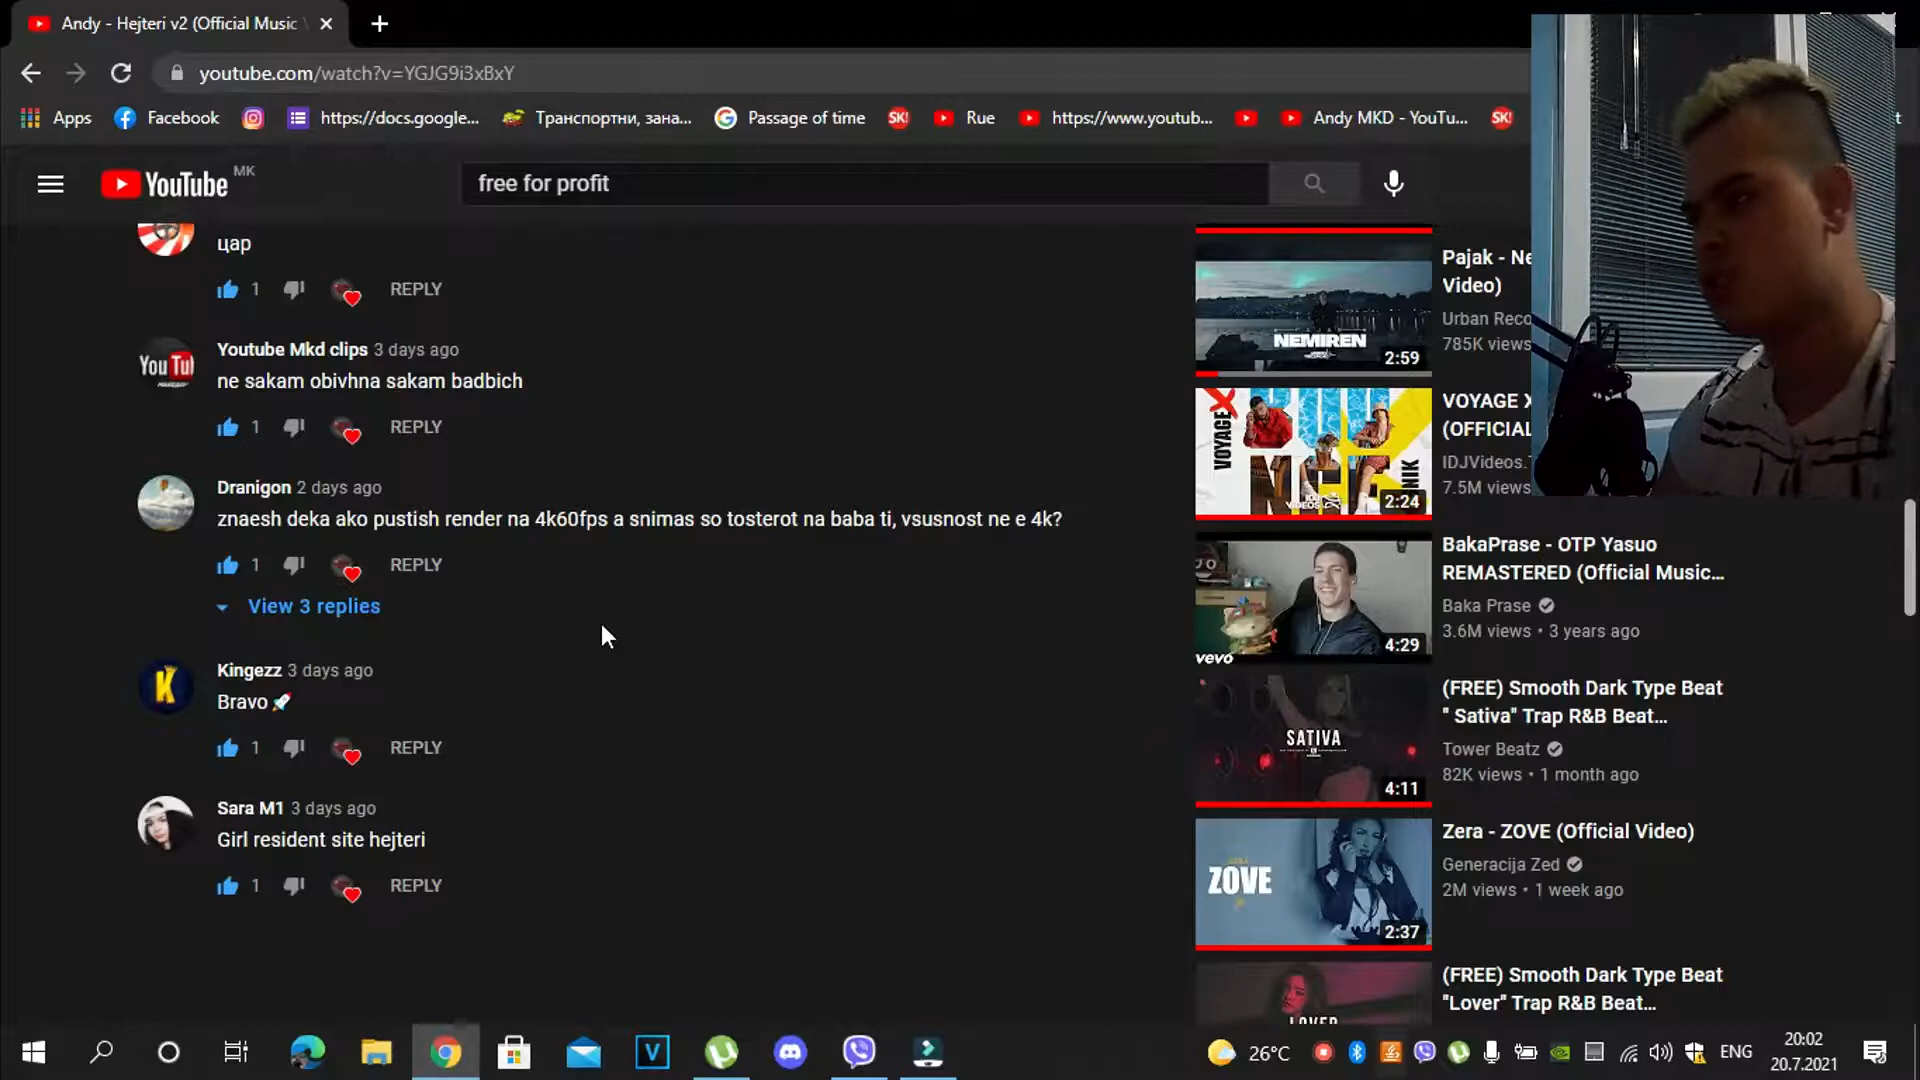 Andy - Hejteri v2 (Official Music
youtube.com/watch?v=YGJG9i3xBxY
Apps
Facebook
https://docs.google...
Транспортни, зана...
Passage of time
SK!
Rue
https://www.youtub...
Andy MKD - YouTu...
SK!
YouTube MK
free for profit
цар
1 REPLY
Youtube Mkd clips 3 days ago
ne sakam obivhna sakam badbich
1 REPLY
Dranigon 2 days ago
znaesh deka ako pustish render na 4k60fps a snimas so tosterot na baba ti, vsusnost ne e 4k?
1 REPLY
View 3 replies
Kingezz 3 days ago
Bravo
1 REPLY
Sara M1 3 days ago
Girl resident site hejteri
1 REPLY
NEMIREN
2:59
Pajak - Ne
Video)
Urban Reco
785K views
VOYAGE
2:24
VOYAGE X
(OFFICIAL
IDJVideos.
7.5M views
vevo
4:29
BakaPrase - OTP Yasuo
REMASTERED (Official Music...
Baka Prase
3.6M views • 3 years ago
SATIVA
4:11
(FREE) Smooth Dark Type Beat
" Sativa" Trap R&B Beat...
Tower Beatz
82K views • 1 month ago
ZOVE
2:37
Zera - ZOVE (Official Video)
Generacija Zed
2M views • 1 week ago
LOVER
(FREE) Smooth Dark Type Beat
"Lover" Trap R&B Beat...
26°C
ENG
20:02
20.7.2021